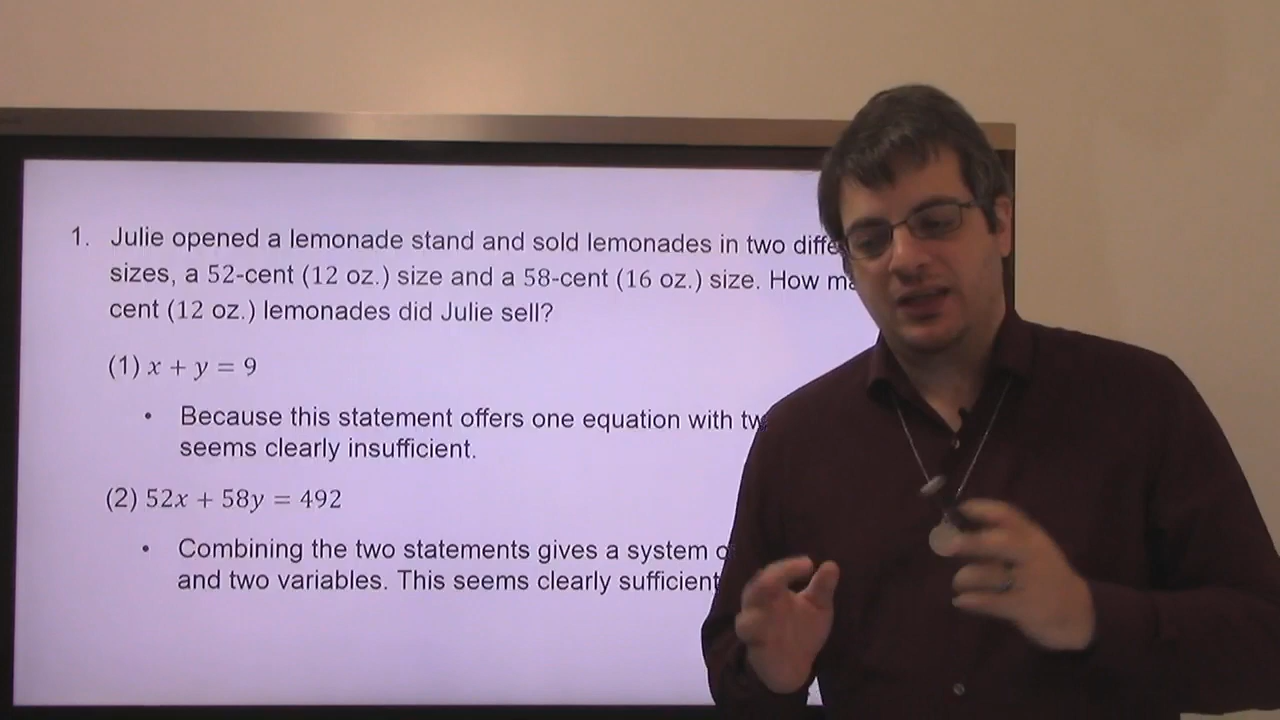 1. Julie opened a lemonade stand and sold lemonades in two
sizes, a 52-cent (12 oz.) size and a 58-cent (16 oz.) size. How
cent (12 oz.) lemonades did Julie sell?
(1) x + y = 9
• Because this statement offers one equation with
seems clearly insufficient.
(2) 52x + 58y = 492
• Combining the two statements gives a system
and two variables. This seems clearly sufficient